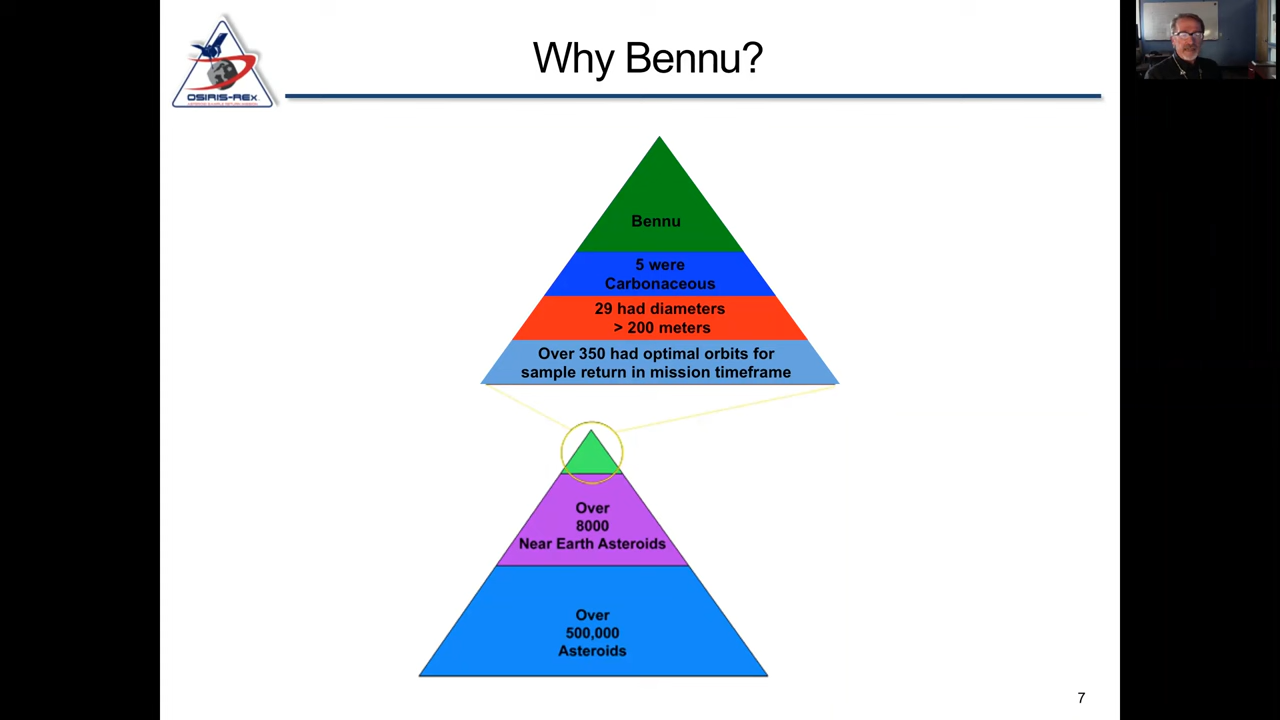 OSIRIS-REx
Why Bennu?
Bennu
5 were
Carbonaceous
29 had diameters
> 200 meters
Over 350 had optimal orbits for
sample return in mission timeframe
Over
8000
Near Earth Asteroids
Over
500,000
Asteroids
7